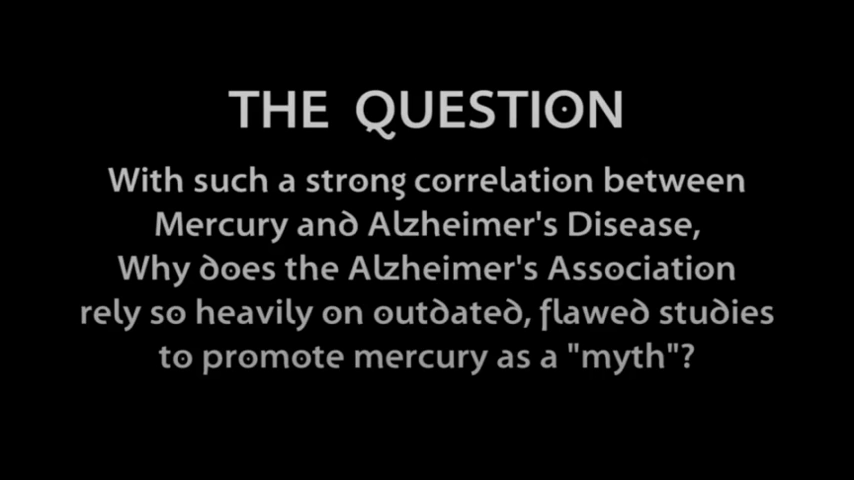 THE QUESTION
With such a strong correlation between
Mercury and Alzheimer's Disease,
Why does the Alzheimer's Association
rely so heavily on outdated, flawed studies
to promote mercury as a "myth"?